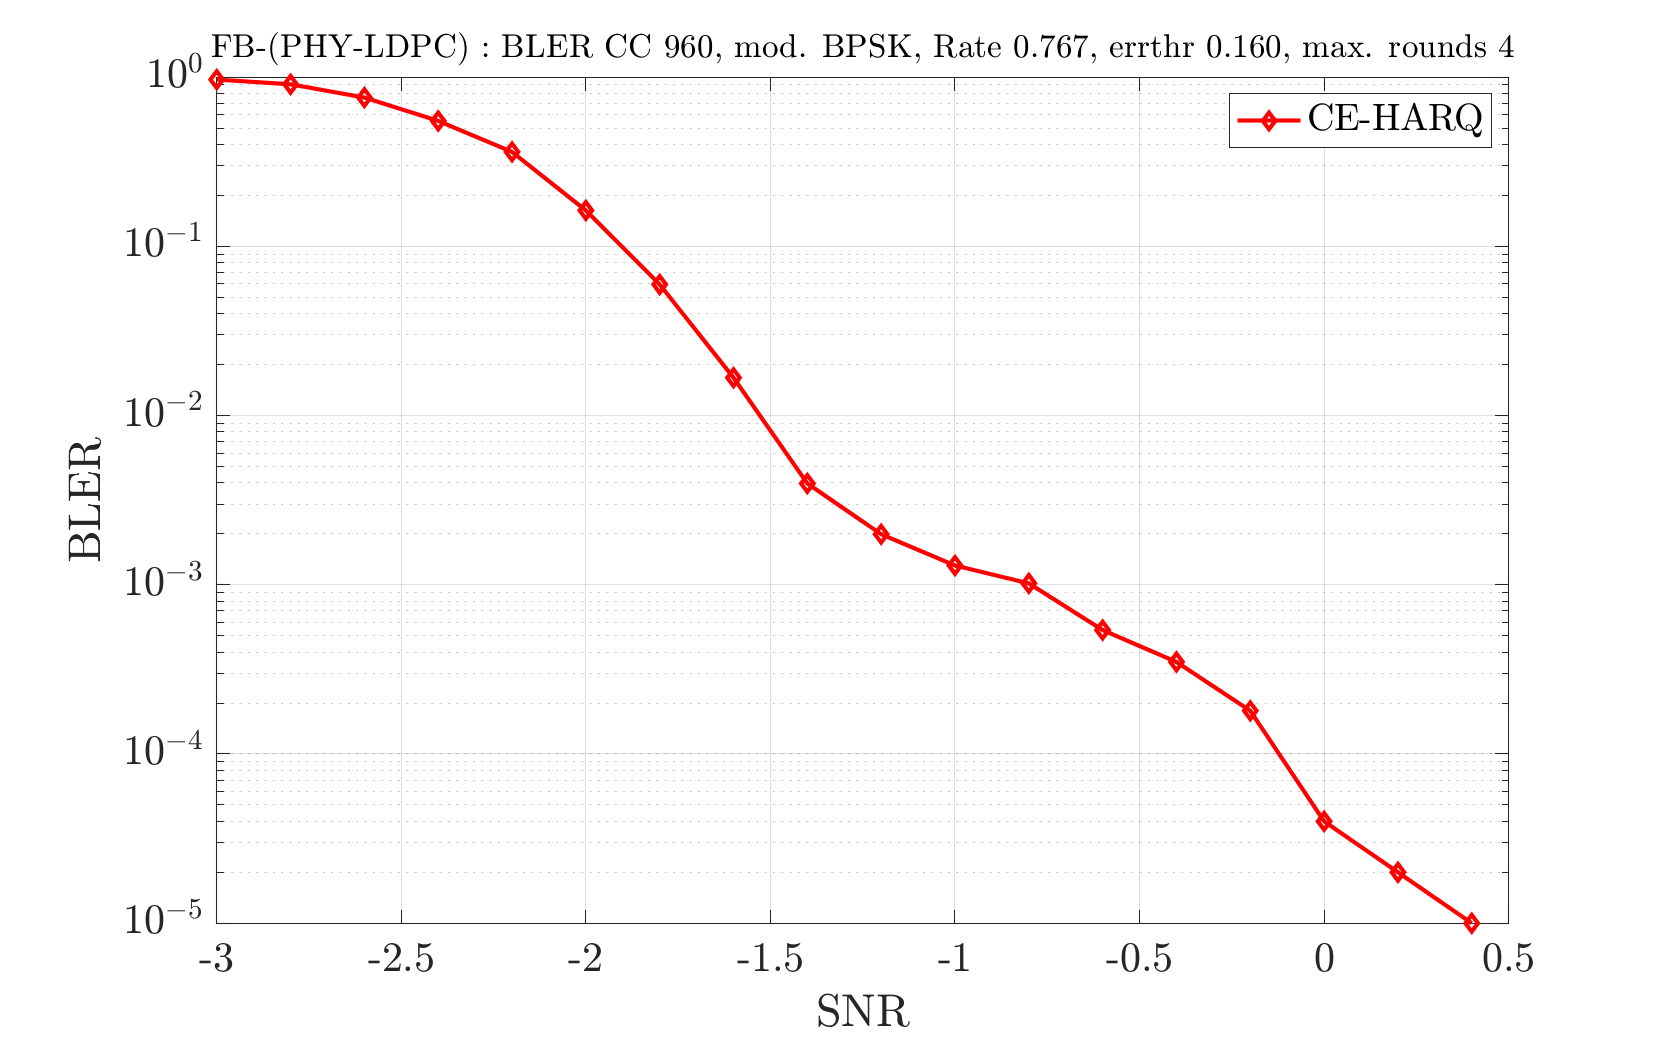 FB-(PHY-LDPC) : BLER CC 960, mod. BPSK, Rate 0.767, errthr 0.160, max. rounds 4
CE-HARQ
10^0
10^{-1}
10^{-2}
10^{-3}
10^{-4}
10^{-5}
BLER
-3 -2.5 -2 -1.5 -1 -0.5 0 0.5
SNR